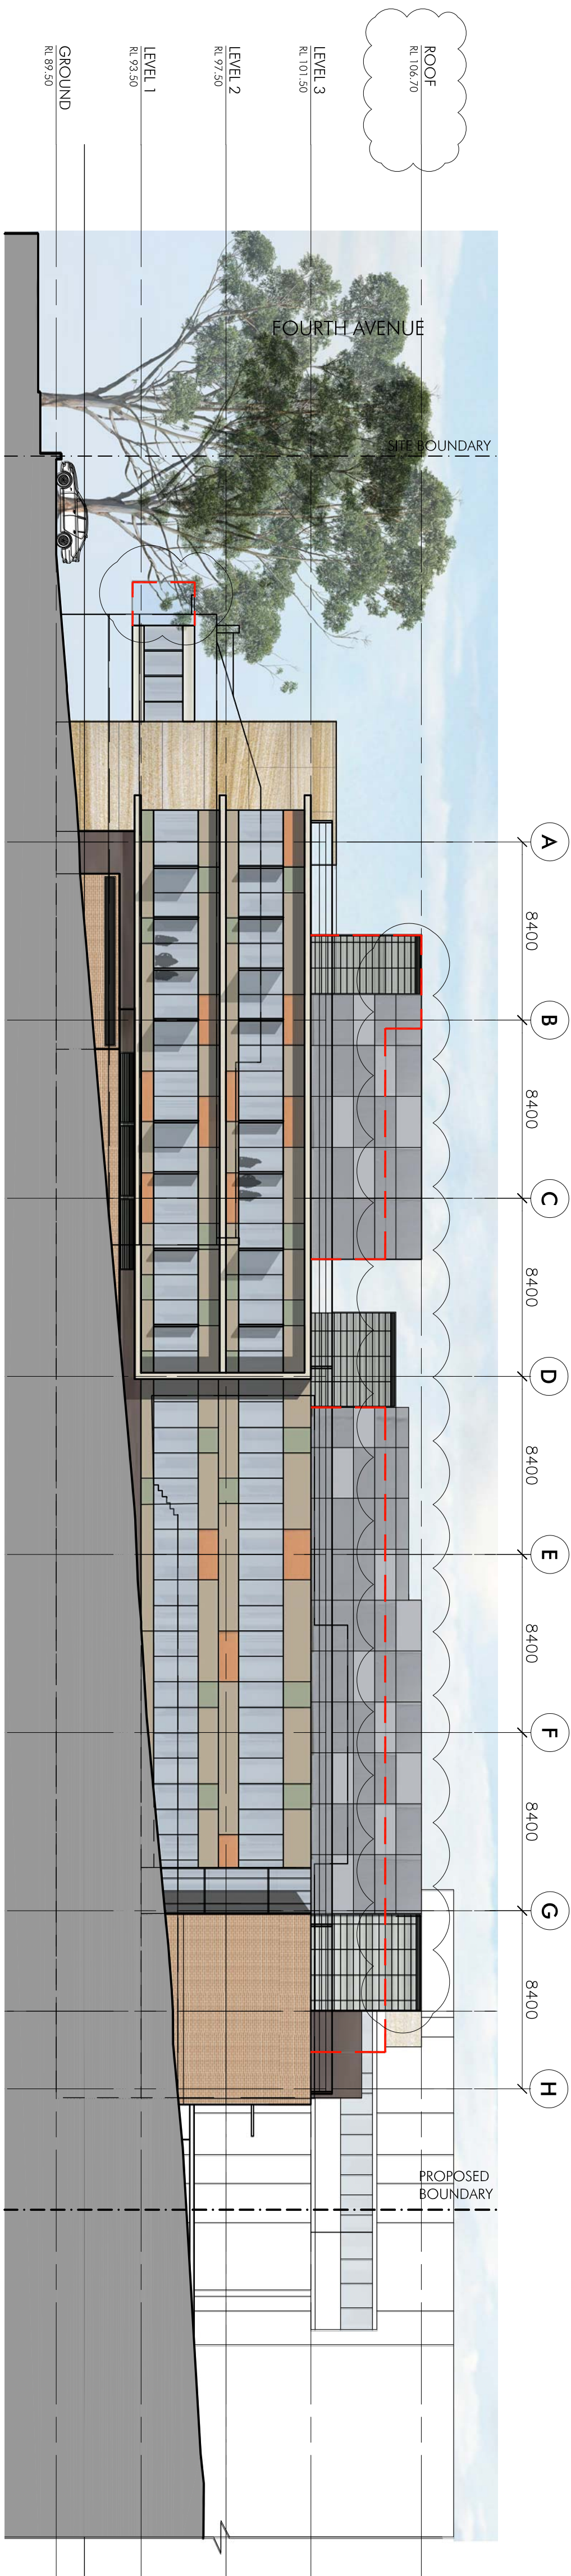 A
8400
B
8400
C
8400
D
8400
E
8400
F
8400
G
8400
H
ROOF
RL 106.70
LEVEL 3
RL 101.50
LEVEL 2
RL 97.50
LEVEL 1
RL 93.50
GROUND
RL 89.50
FOURTH AVENUE
SITE BOUNDARY
PROPOSED
BOUNDARY